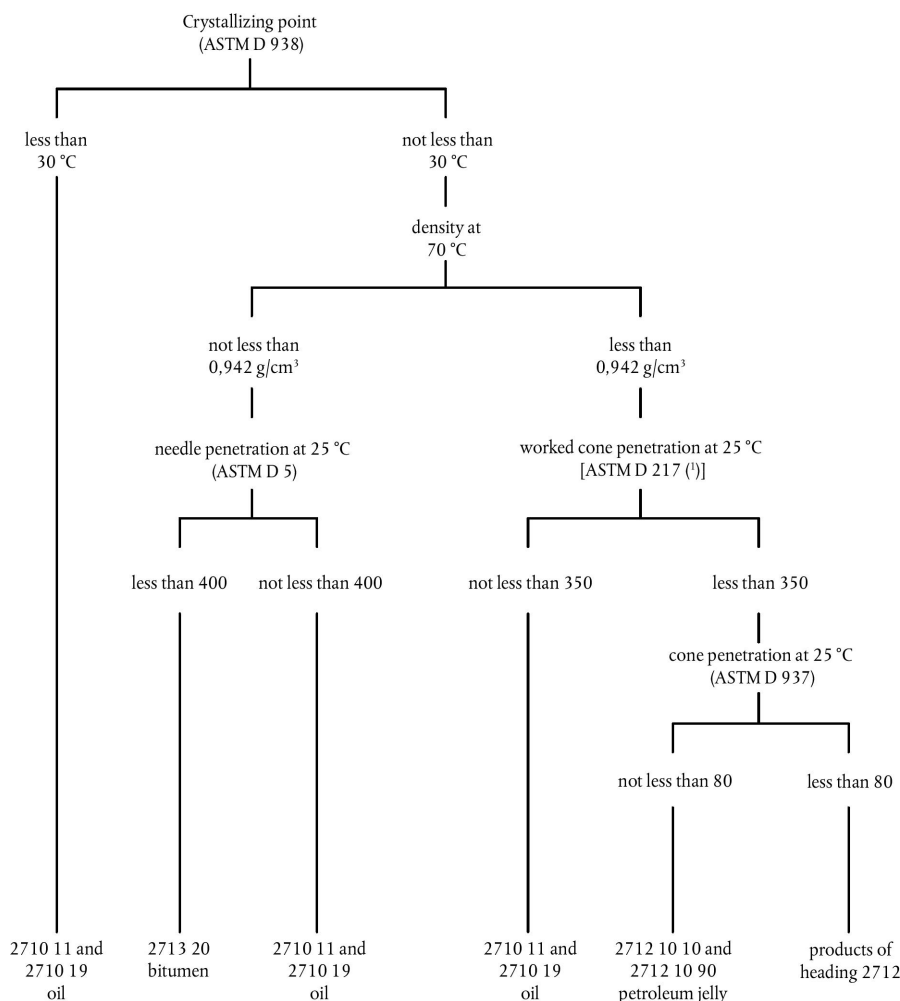 Crystallizing point
(ASTM D 938)
less than
30 °C
not less than
30 °C
density at
70 °C
not less than
0,942 g/cm³
less than
0,942 g/cm³
needle penetration at 25 °C
(ASTM D 5)
worked cone penetration at 25 °C
[ASTM D 217 (¹)]
less than 400
not less than 400
not less than 350
less than 350
cone penetration at 25 °C
(ASTM D 937)
not less than 80
less than 80
2710 11 and
2710 19
oil
2713 20
bitumen
2710 11 and
2710 19
oil
2710 11 and
2710 19
oil
2712 10 10 and
2712 10 90
petroleum jelly
products of
heading 2712